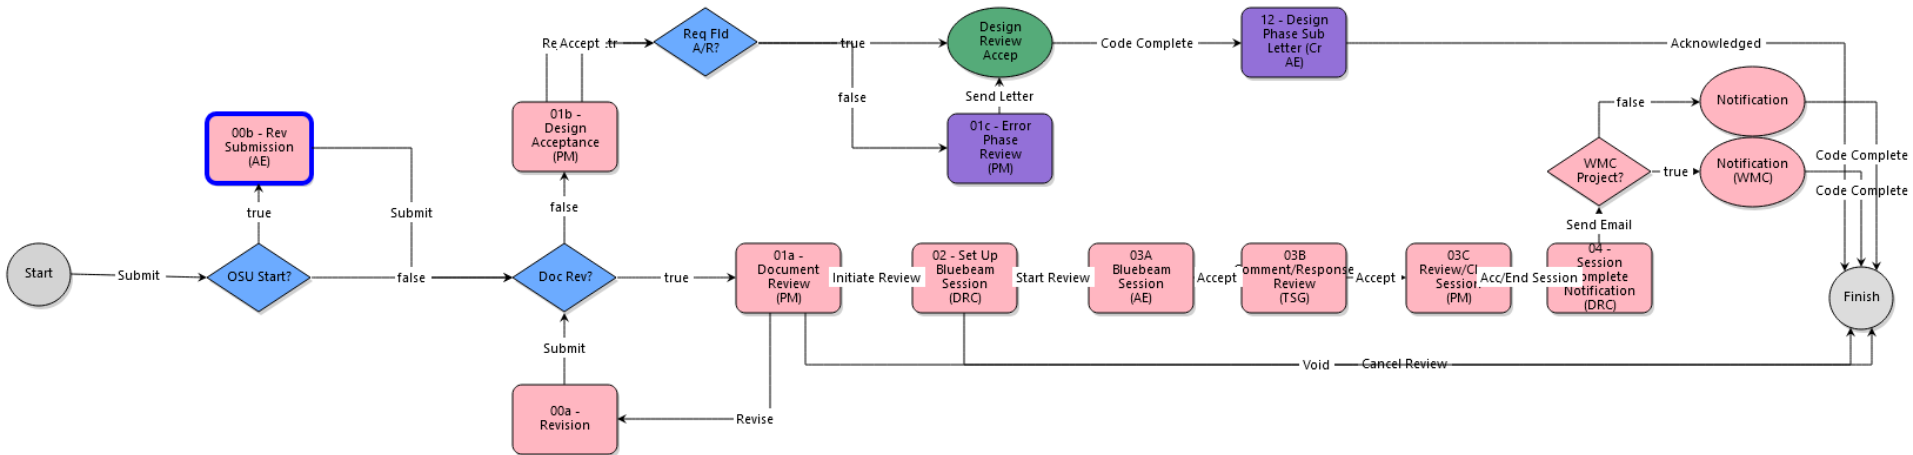 Start
Submit
OSU Start?
true
00b - Rev
Submission
(AE)
Submit
false
Doc Rev?
false
01b -
Design
Acceptance
(PM)
Accept
Req Fld
A/R?
true
false
01c - Error
Phase
Review
(PM)
Send Letter
Design
Review
Accep
Code Complete
12 - Design
Phase Sub
Letter (Cr
AE)
Acknowledged
true
01a -
Document
Review
(PM)
Revise
00a -
Revision
Submit
Initiate Review
02 - Set Up
Bluebeam
Session
(DRC)
Start Review
03A
Bluebeam
Session
(AE)
Accept
03B
Comment/Response
Review
(TSG)
Accept
03C
Session
(PM)
Acc/End Session
04 -
Session
Notification
(DRC)
Send Email
WMC
Project?
false
Notification
true
Notification
(WMC)
Code Complete
Code Complete
Void
Cancel Review
Finish